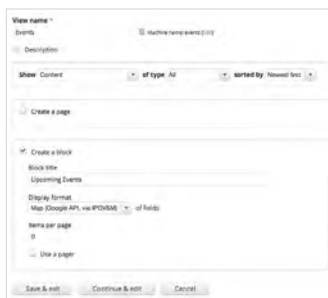 View name *
Events Machine name: events
Description
Show Content of type All sorted by Newest first
Create a page
Create a block
Block title
Upcoming Events
Display format
Map (Google API, via IPGV&M) of fields
Items per page
0
Use a pager
Save & exit Continue & edit Cancel